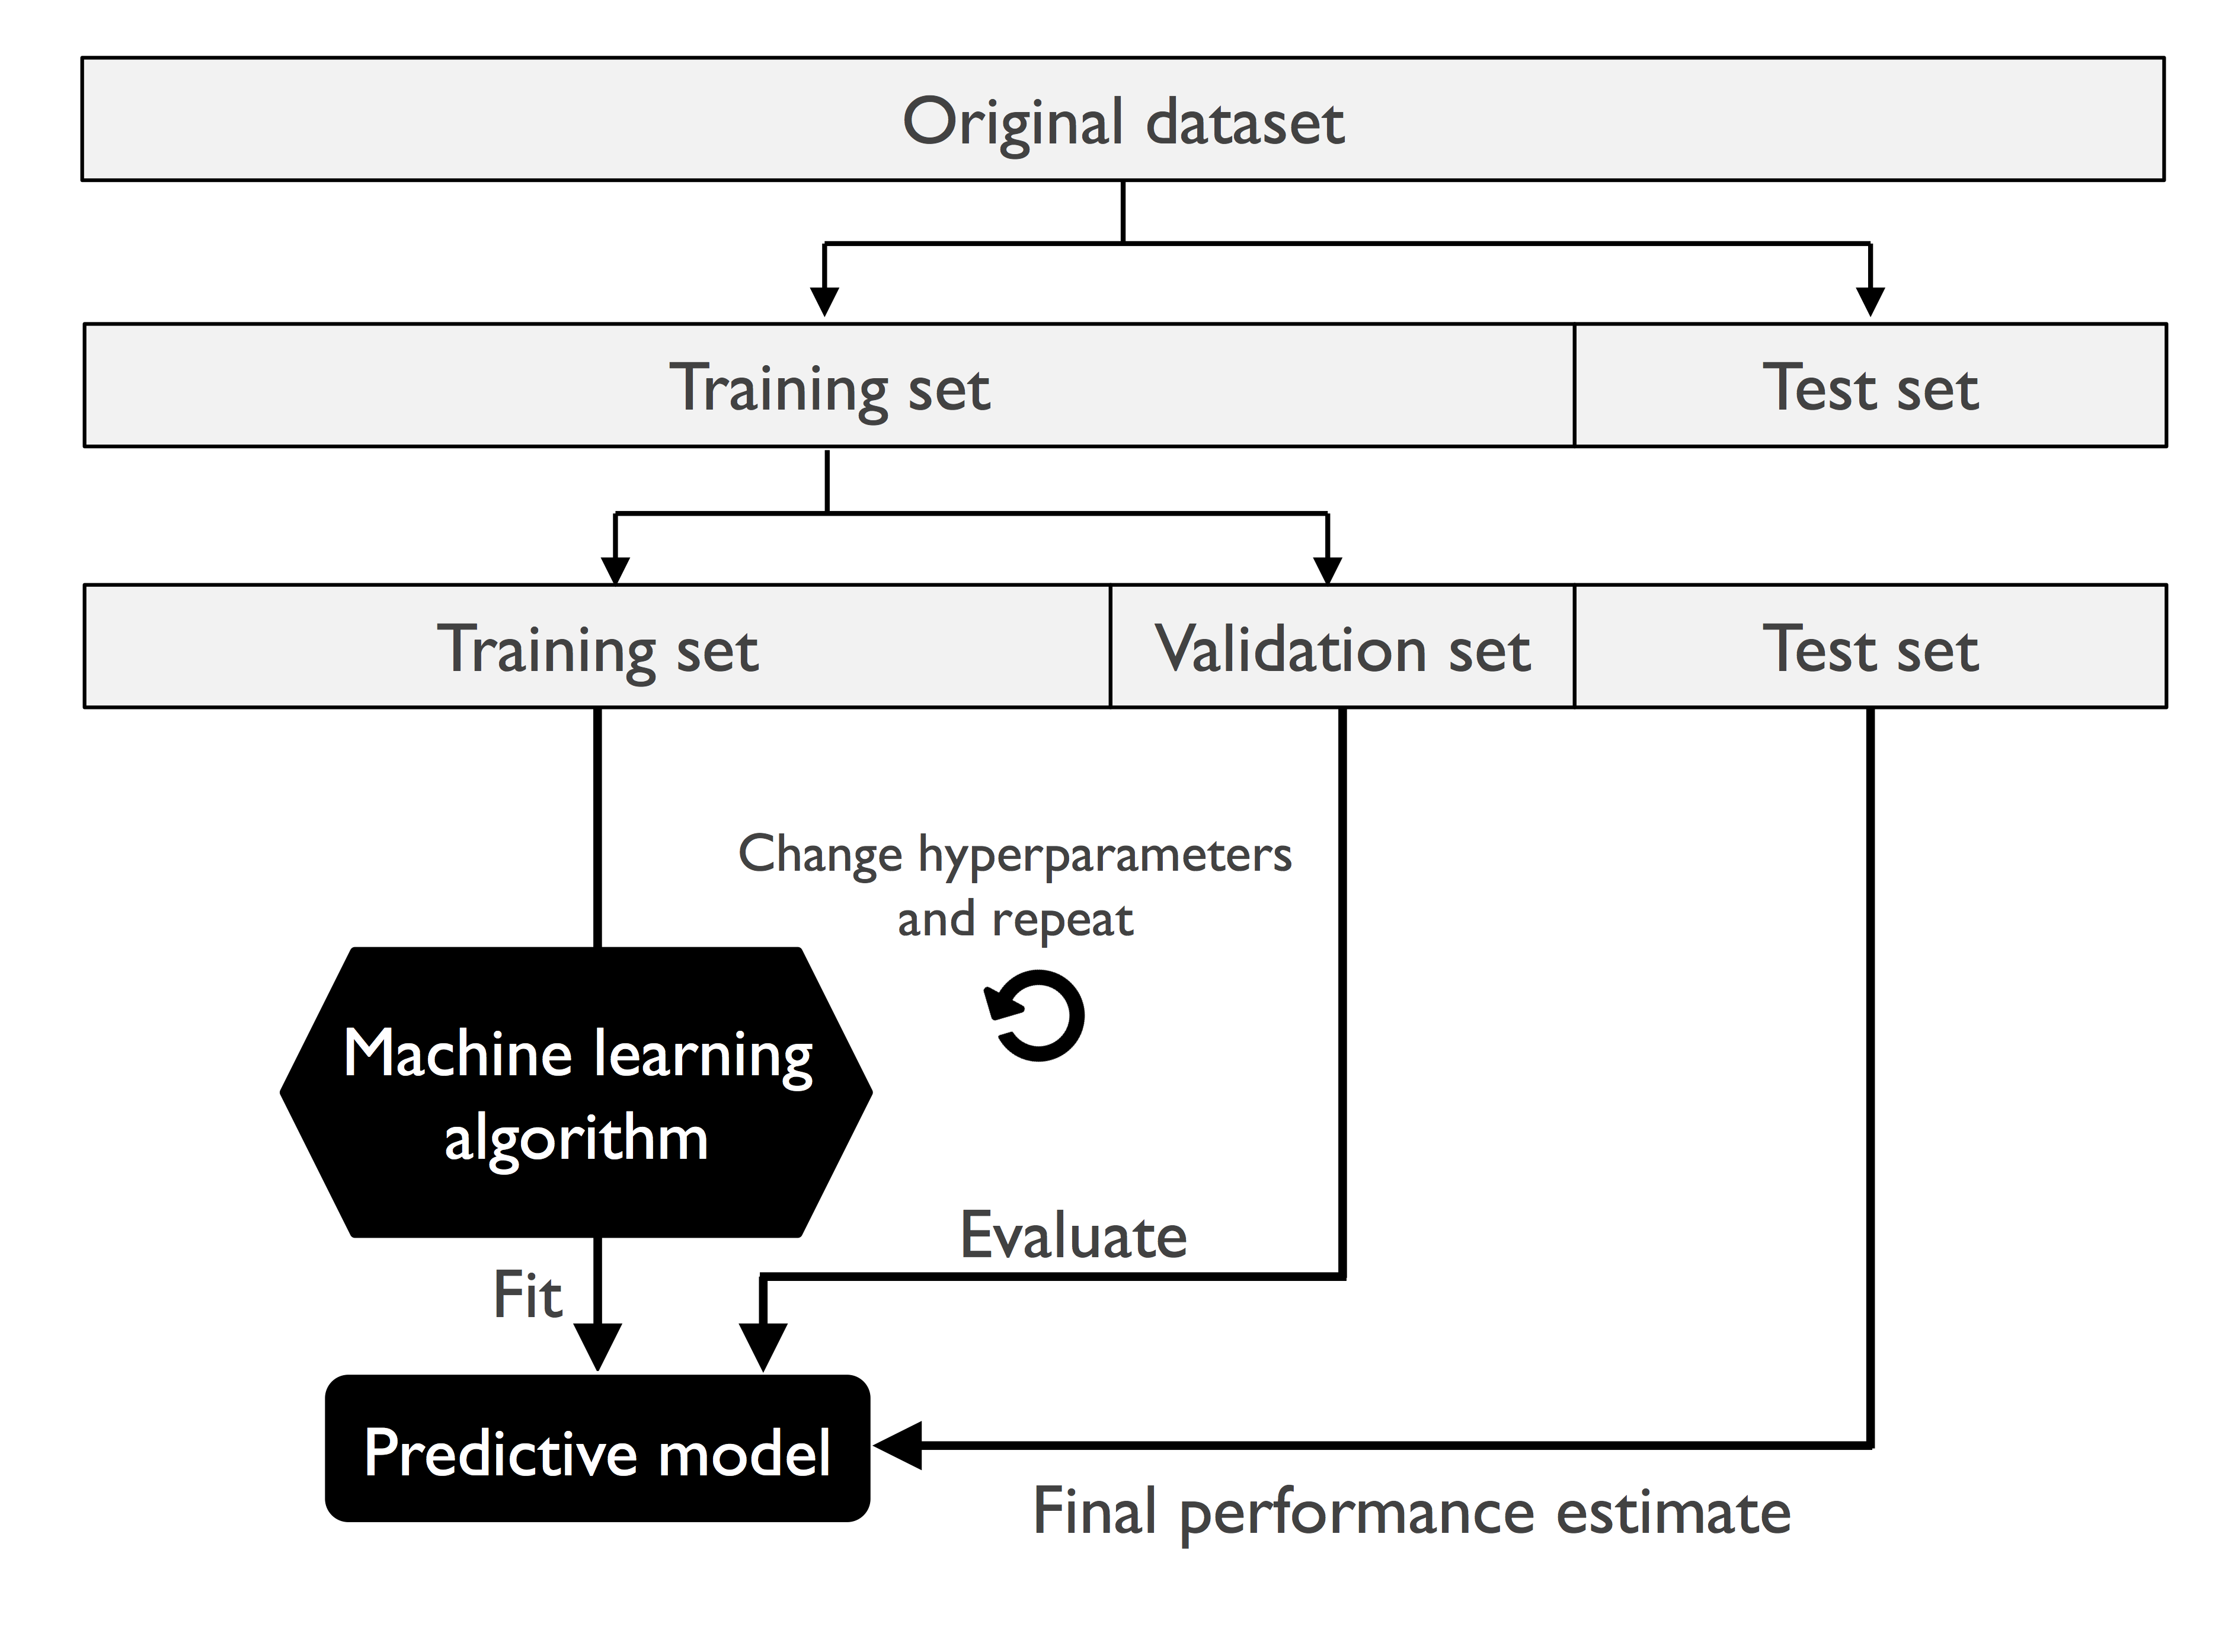 Original dataset
Training set
Test set
Training set
Validation set
Test set
Change hyperparameters
and repeat
Machine learning
algorithm
Evaluate
Fit
Predictive model
Final performance estimate